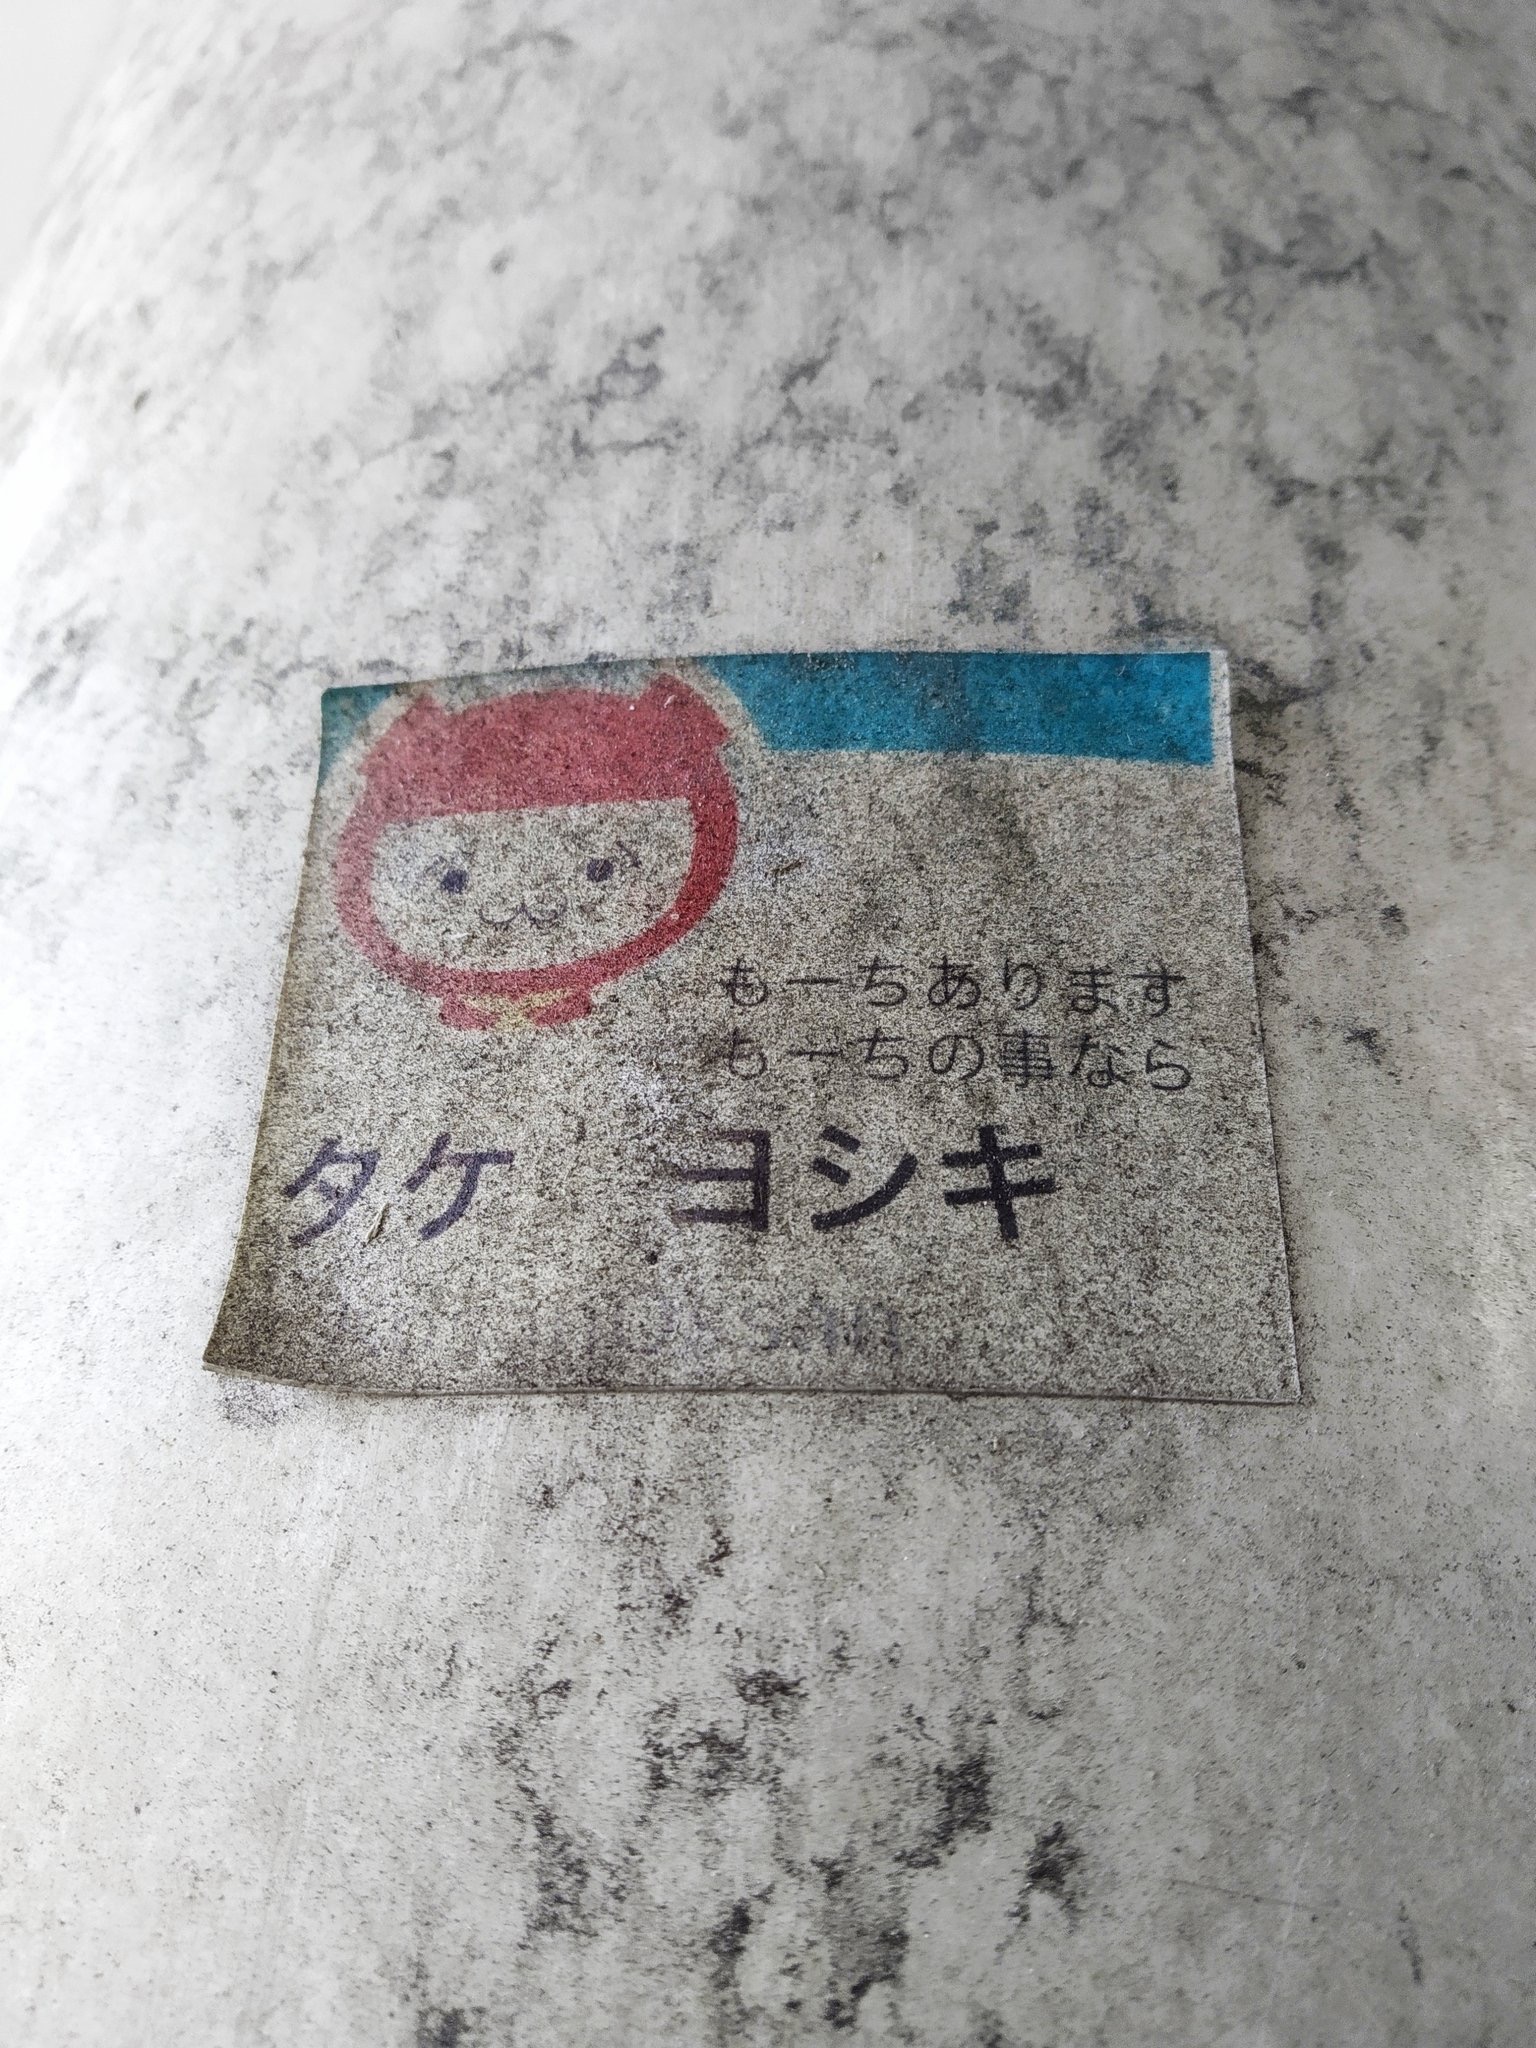 もーちあります
もーちの事なら
タケ　ヨシキ